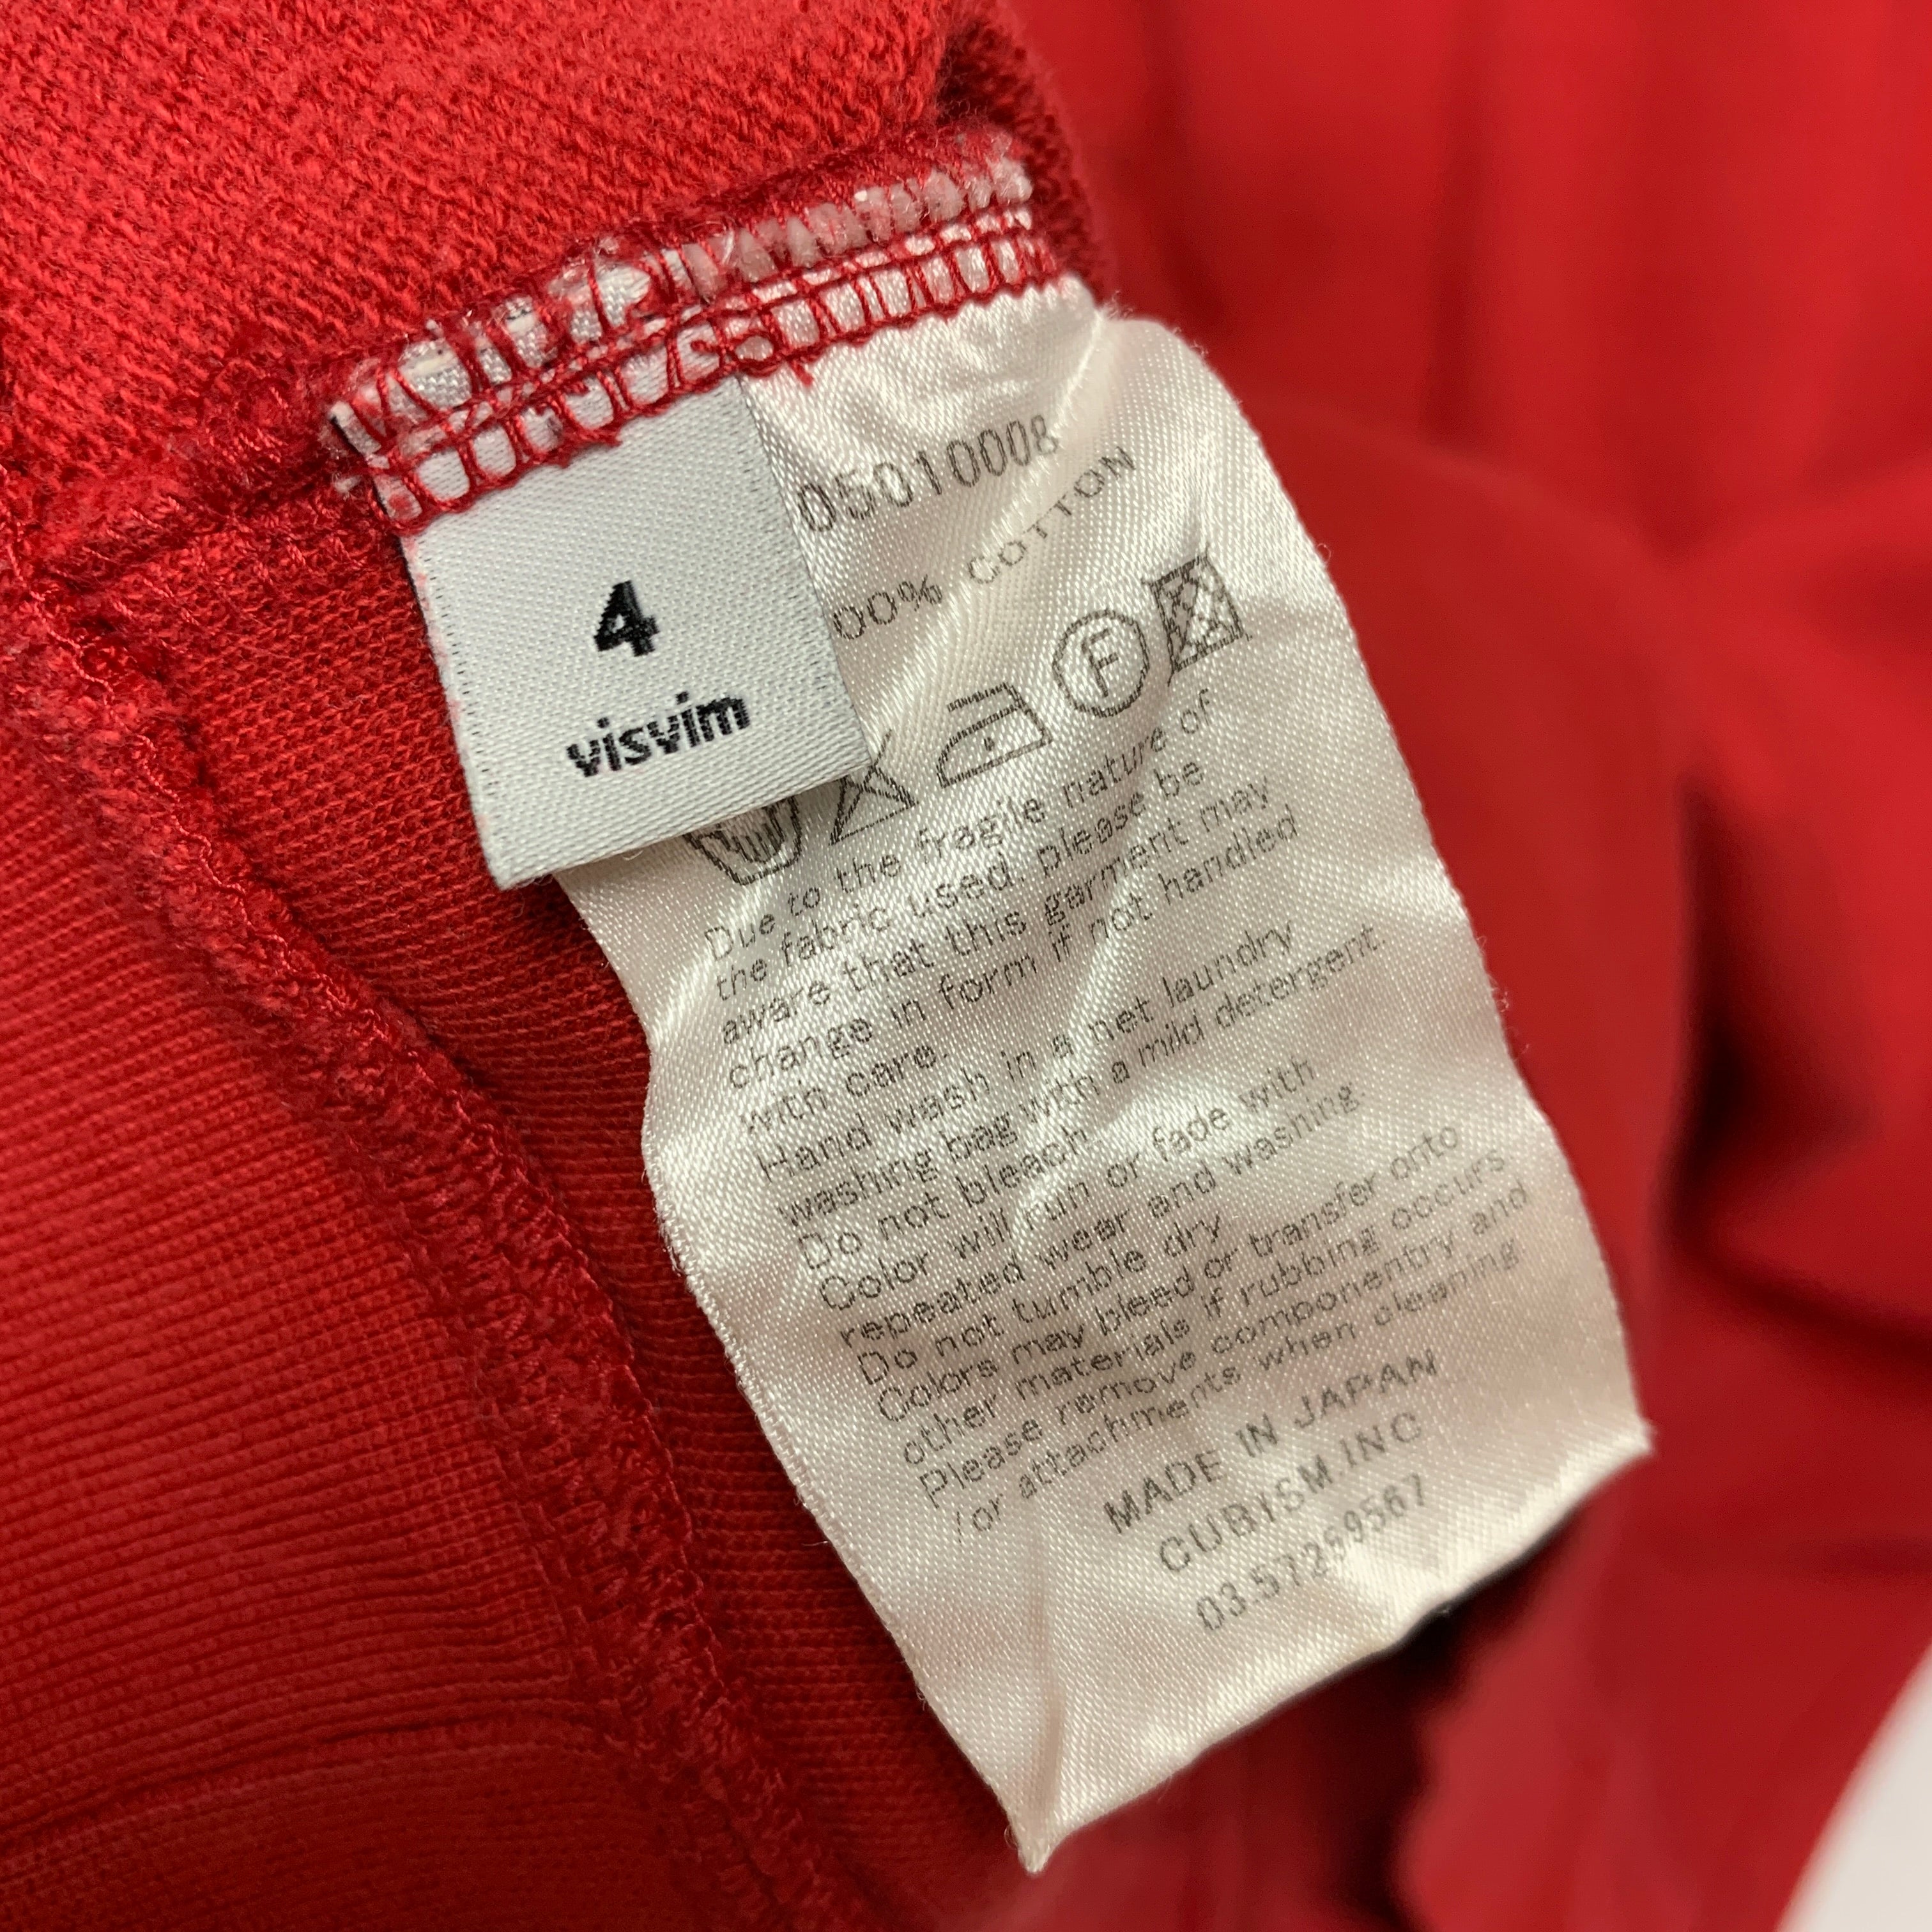 4
visvim
05010008
00% COTTON
F
Due to the fragile nature of
the fabric used, please be
aware that this garment may
change in form if not handled
with care.
Hand wash in a net laundry
washing bag with a mild detergent
Do not bleach
Color will run or fade with
repeated wear and washing.
Do not tumble dry
Colors may bleed or transfer onto
other materials if rubbing occurs
Please remove componentry and
/or attachments when cleaning
MADE IN JAPAN
CUBISM.INC
03.57259567